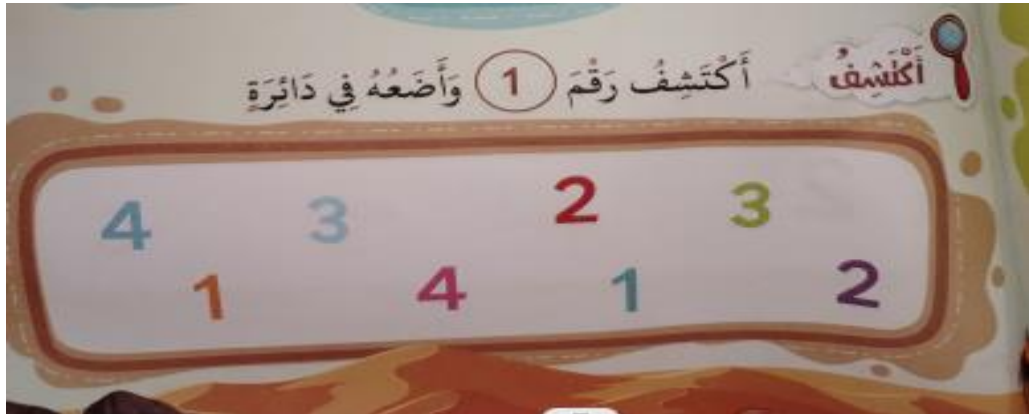 أَكْتَشِفُ
أَكْتَشِفُ رَقْمَ 1 وَأَضَعُهُ فِي دَائِرَةٍ
4 3 2 3
1 4 1 2